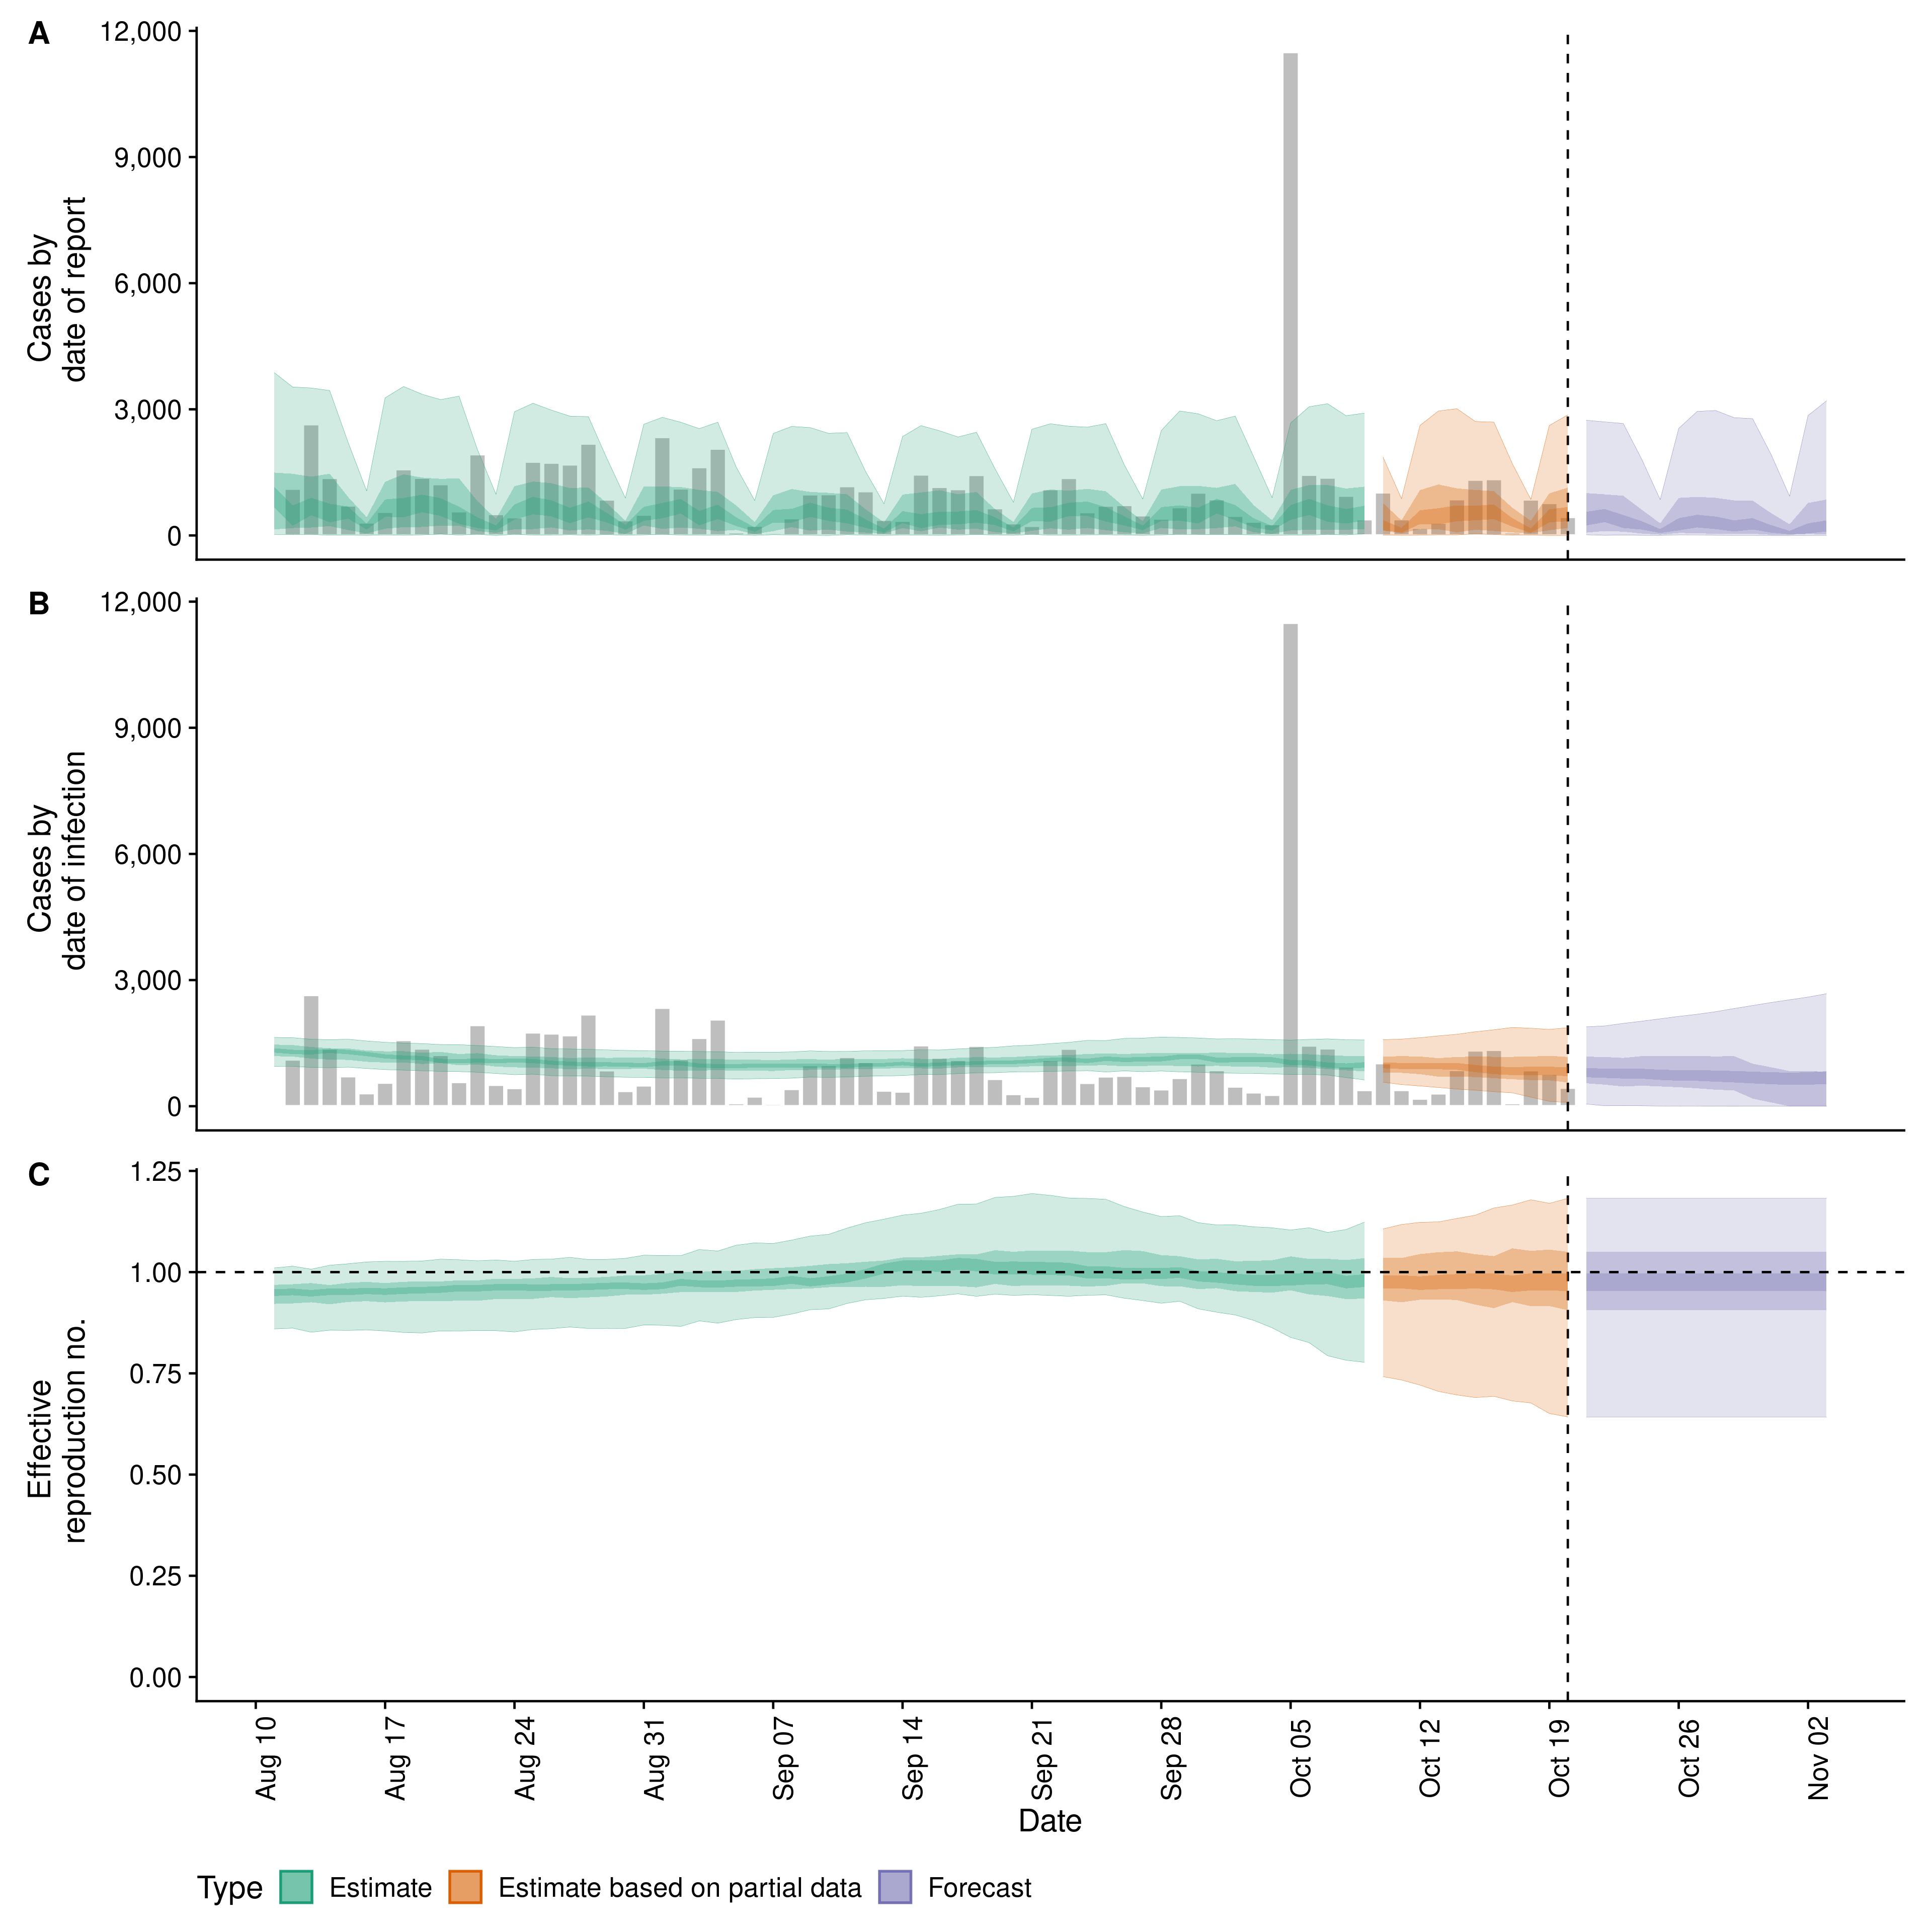 A
12,000
9,000
6,000
3,000
0
Cases by
date of report
B
12,000
9,000
6,000
3,000
0
Cases by
date of infection
C
1.25
1.00
0.75
0.50
0.25
0.00
Effective
reproduction no.
Aug 10
Aug 17
Aug 24
Aug 31
Sep 07
Sep 14
Sep 21
Sep 28
Oct 05
Oct 12
Oct 19
Oct 26
Nov 02
Date
Type Estimate Estimate based on partial data Forecast